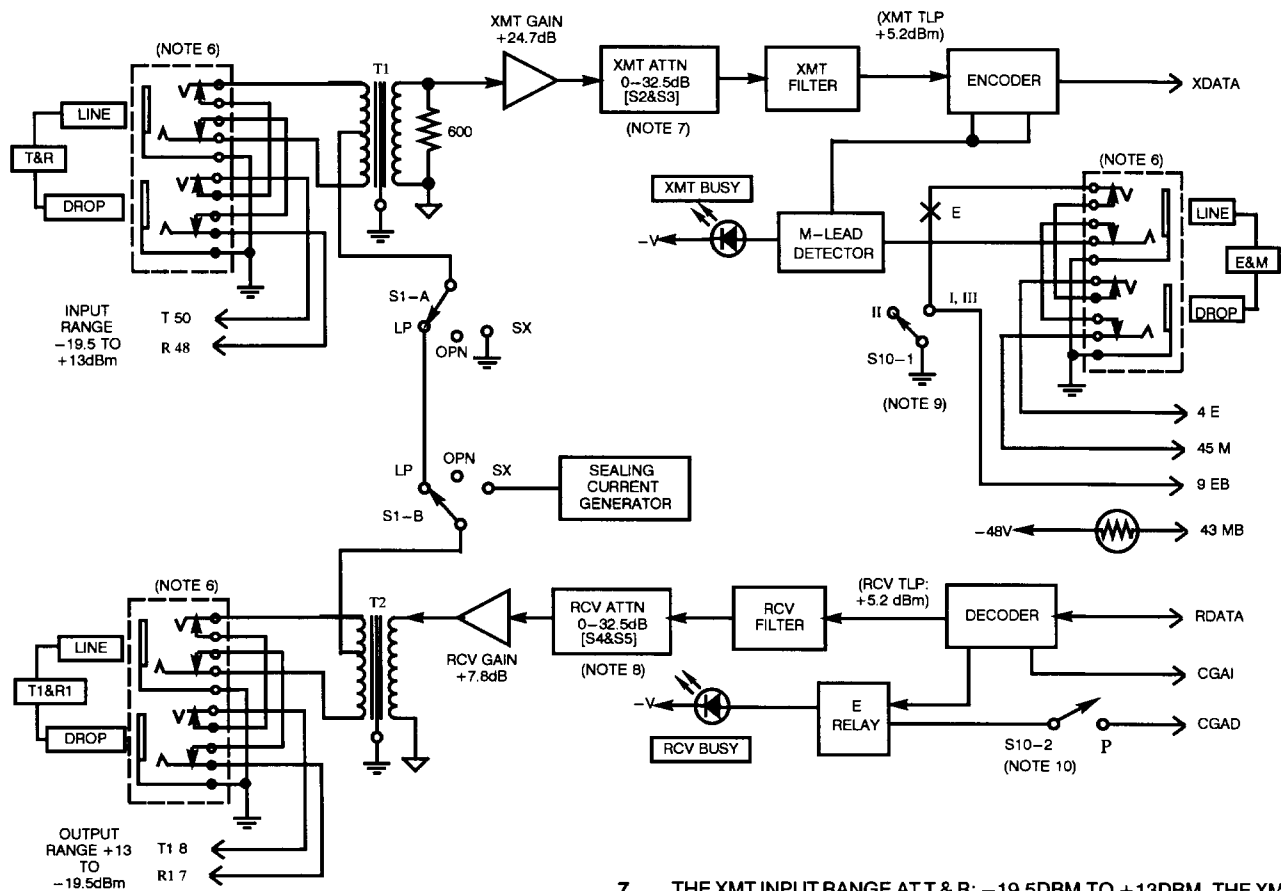 XMT GAIN
+24.7dB
(XMT TLP
+5.2dBm)
(NOTE 6)
T1
XMT ATTN
0-32.5dB
[S2&S3]
XMT
FILTER
ENCODER
XDATA
LINE
T&R
DROP
600
(NOTE 7)
(NOTE 6)
XMT BUSY
E
-V
M-LEAD
DETECTOR
LINE
E&M
DROP
INPUT
RANGE
-19.5 TO
+13dBm
T 50
R 48
S1-A
LP
OPN
SX
II
I, III
S10-1
(NOTE 9)
4 E
45 M
9 EB
LP
OPN
SX
SEALING
CURRENT
GENERATOR
S1-B
-48V
43 MB
(NOTE 6)
T2
RCV ATTN
0-32.5dB
[S4&S5]
RCV
FILTER
(RCV TLP:
+5.2 dBm)
DECODER
RDATA
LINE
T1&R1
DROP
RCV GAIN
+7.8dB
(NOTE 8)
CGAI
-V
E
RELAY
CGAD
RCV BUSY
S10-2
P
(NOTE 10)
OUTPUT
RANGE +13
TO
-19.5dBm
T1 8
R1 7
7 THE XMT INPUT RANGE AT T & R: -19.5DBM TO +13DBM. THE XM